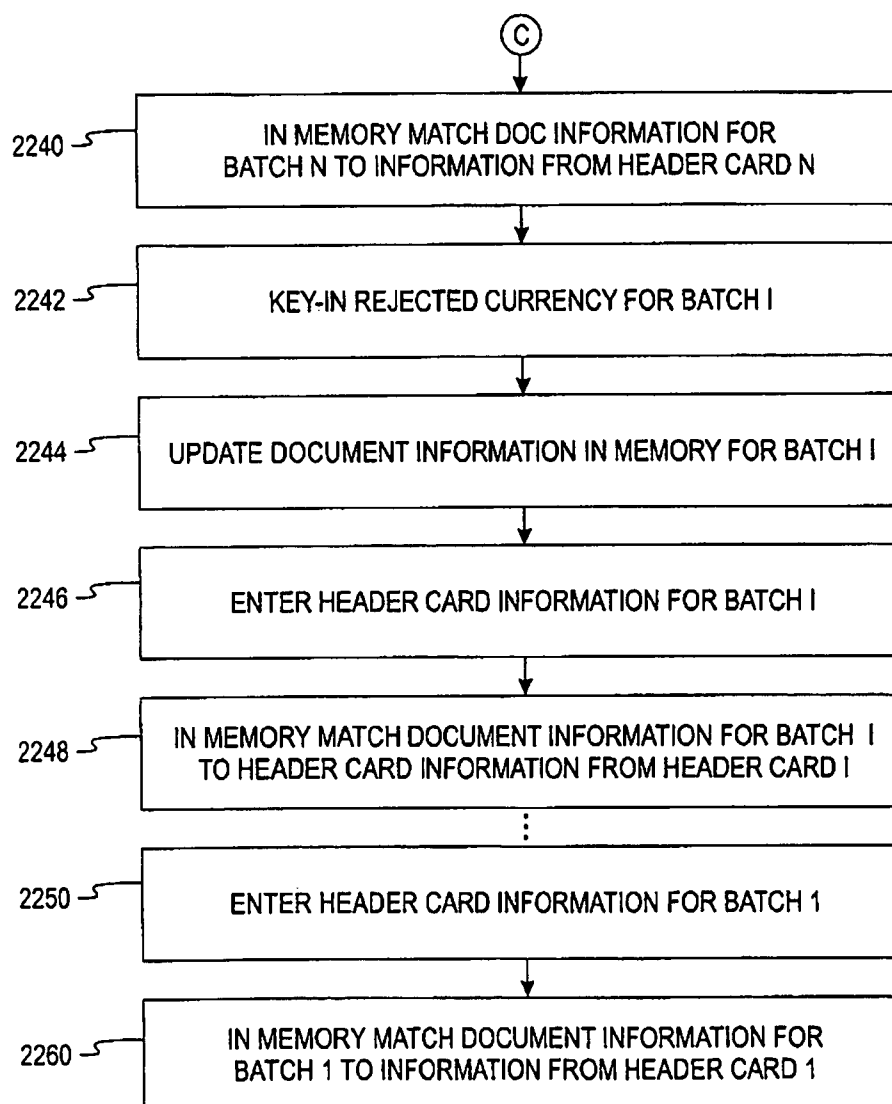 C
2240
IN MEMORY MATCH DOC INFORMATION FOR
BATCH N TO INFORMATION FROM HEADER CARD N
2242
KEY-IN REJECTED CURRENCY FOR BATCH I
2244
UPDATE DOCUMENT INFORMATION IN MEMORY FOR BATCH I
2246
ENTER HEADER CARD INFORMATION FOR BATCH I
2248
IN MEMORY MATCH DOCUMENT INFORMATION FOR BATCH I
TO HEADER CARD INFORMATION FROM HEADER CARD I
2250
ENTER HEADER CARD INFORMATION FOR BATCH 1
2260
IN MEMORY MATCH DOCUMENT INFORMATION FOR
BATCH 1 TO INFORMATION FROM HEADER CARD 1